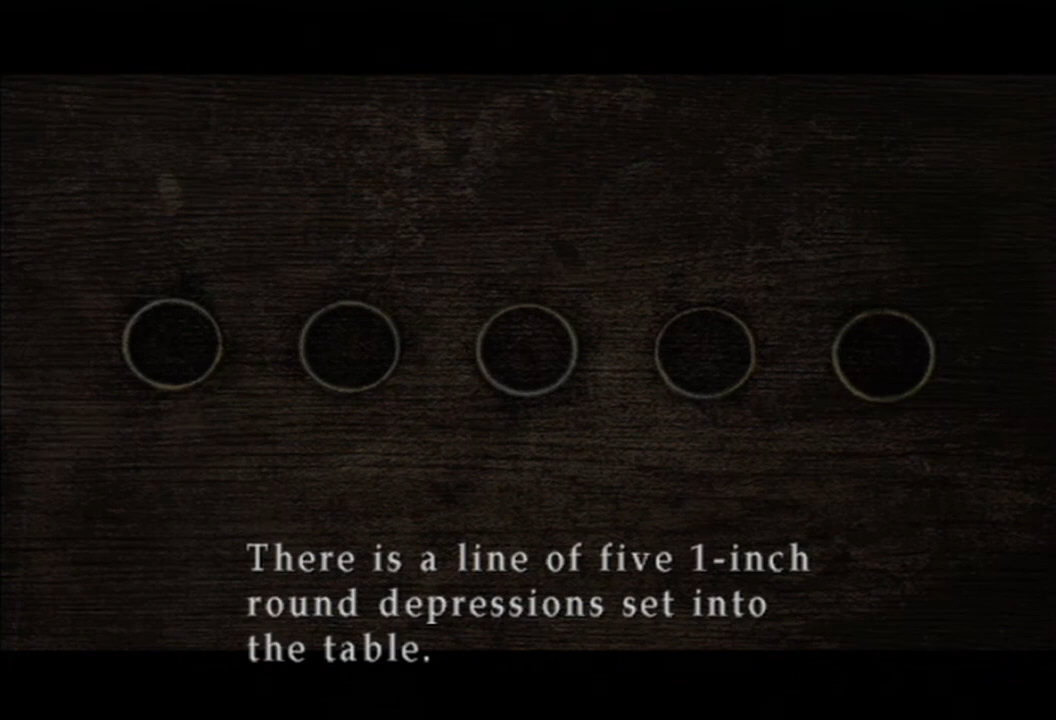 There is a line of five 1-inch
round depressions set into
the table.